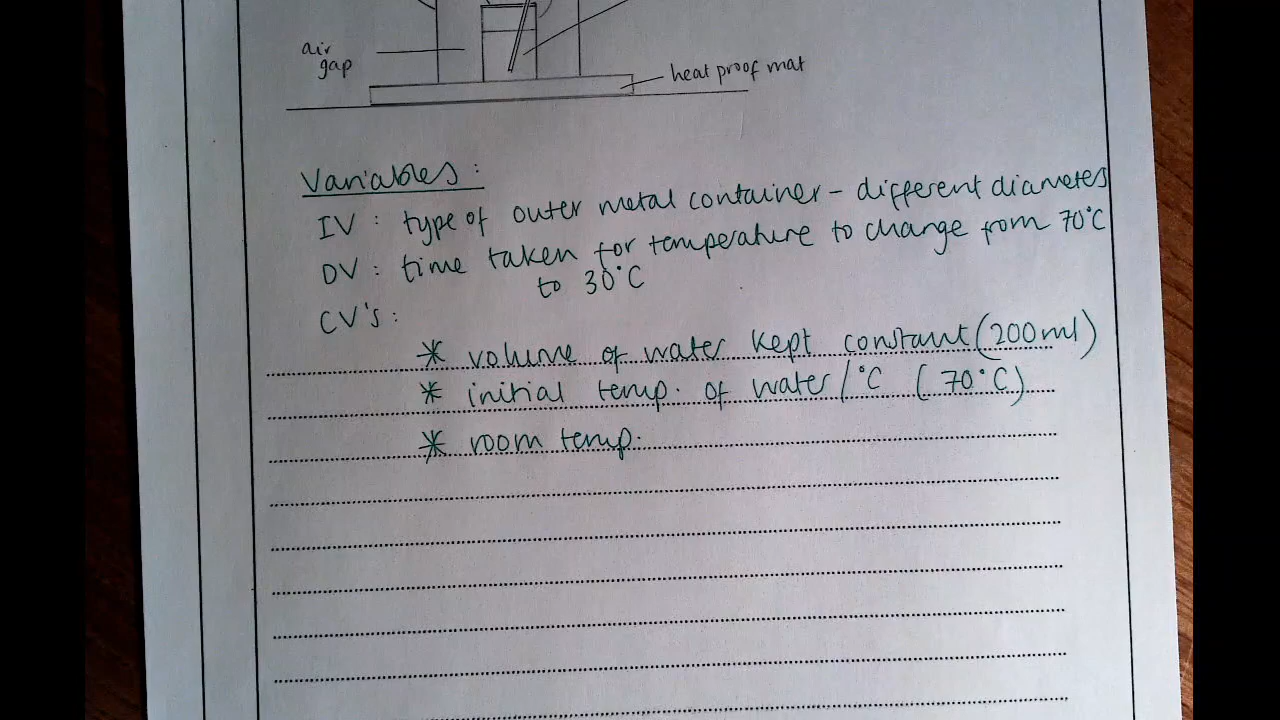 air
gap
heat proof mat
Variables:
IV: type of outer metal container - different diameters
DV: time taken for temperature to change from 70°C
to 30°C
CV's:
* volume of water kept constant (200ml)
* initial temp. of water/°C (70°C)
* room temp.